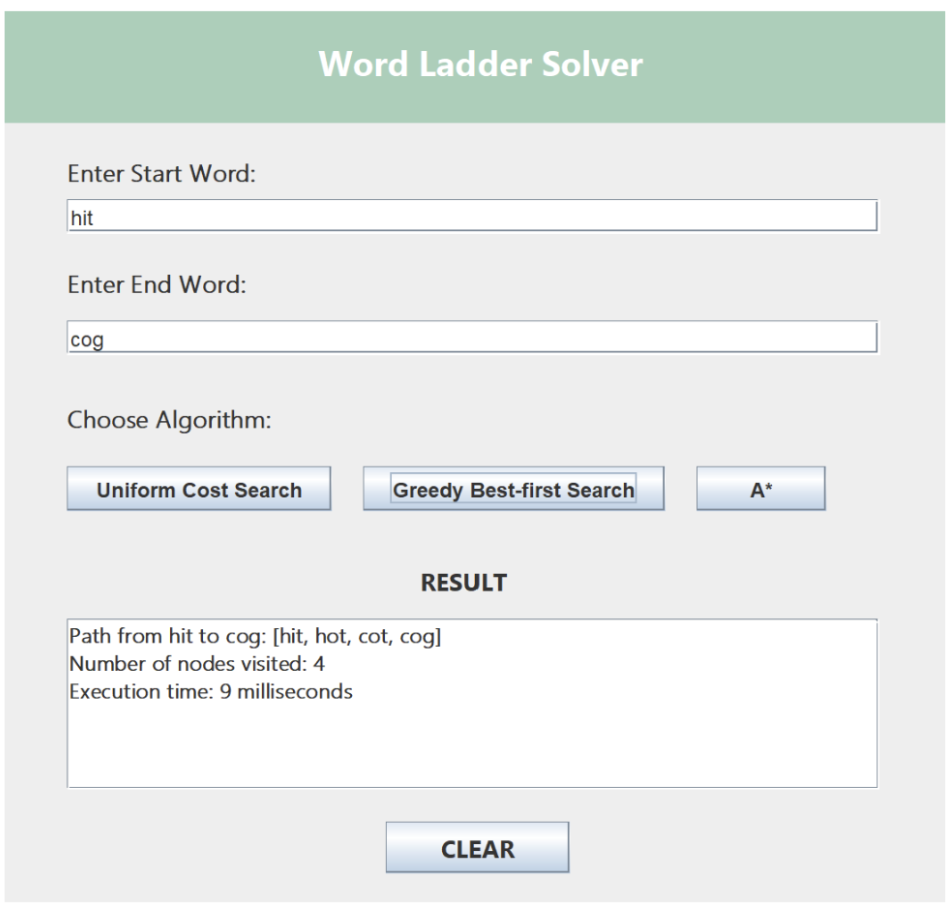 Word Ladder Solver
Enter Start Word:
hit
Enter End Word:
cog
Choose Algorithm:
Uniform Cost Search Greedy Best-first Search A*
RESULT
Path from hit to cog: [hit, hot, cot, cog]
Number of nodes visited: 4
Execution time: 9 milliseconds
CLEAR